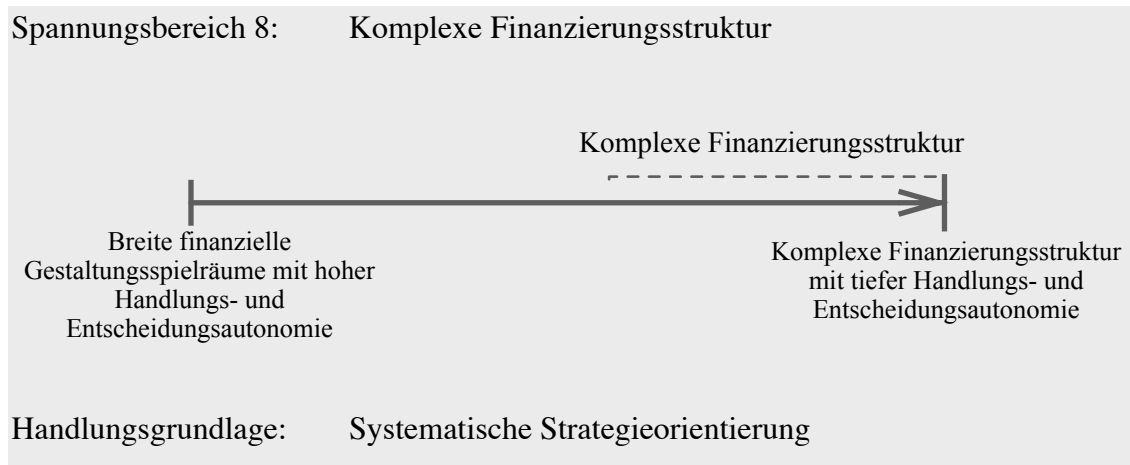 Spannungsbereich 8: Komplexe Finanzierungsstruktur
Komplexe Finanzierungsstruktur
Breite finanzielle
Gestaltungsspielräume mit hoher
Handlungs- und
Entscheidungsautonomie
Komplexe Finanzierungsstruktur
mit tiefer Handlungs- und
Entscheidungsautonomie
Handlungsgrundlage: Systematische Strategieorientierung